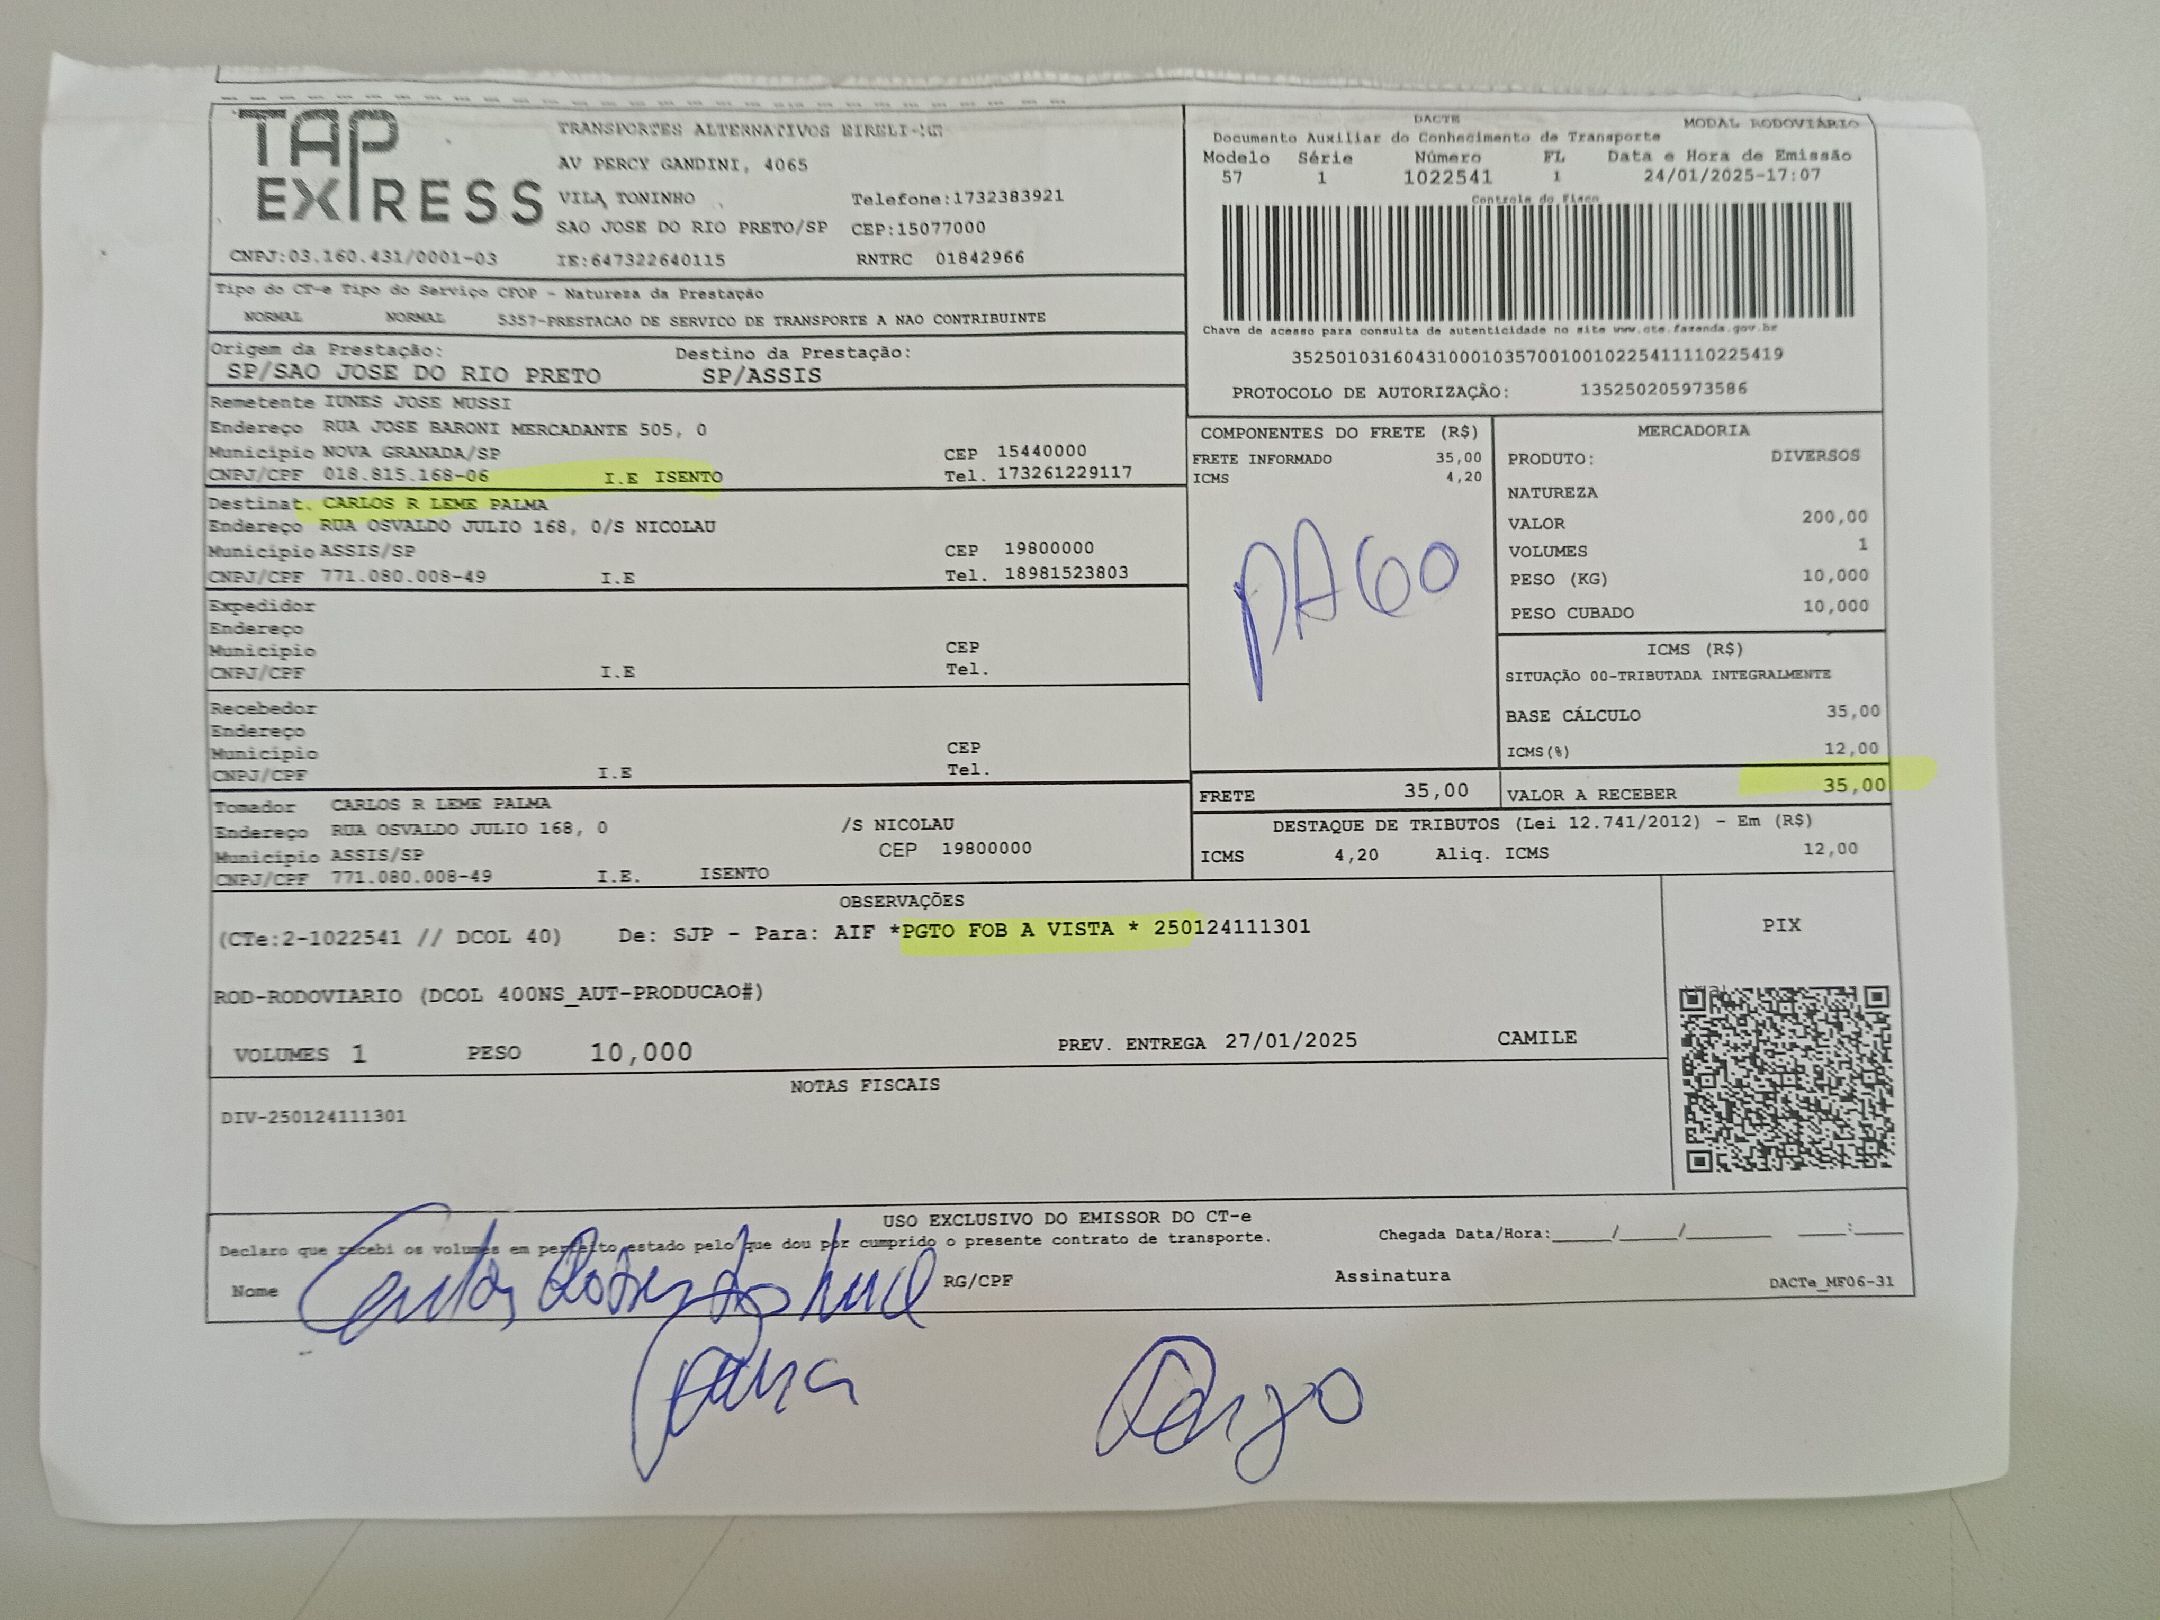 TAP EXPRESS
TRANSPORTES ALTERNATIVOS EIRELI-ME
AV PERCY GANDINI, 4065
VILA TONINHO Telefone:1732383921
SAO JOSE DO RIO PRETO/SP CEP:15077000
CNPJ:03.160.431/0001-03 IE:647322640115 RNTRC 01842966
DACTE MODAL RODOVIÁRIO
Documento Auxiliar do Conhecimento de Transporte
Modelo Série Número FL Data e Hora de Emissão
57 1 1022541 1 24/01/2025-17:07
Controle do Fisco
Chave de acesso para consulta de autenticidade no site www.cte.fazenda.gov.br
35250103160431000103570010010225411110225419
PROTOCOLO DE AUTORIZAÇÃO: 135250205973586
Tipo do CT-e Tipo do Serviço CFOP - Natureza da Prestação
NORMAL NORMAL 5357-PRESTACAO DE SERVICO DE TRANSPORTE A NAO CONTRIBUINTE
Origem da Prestação: Destino da Prestação:
SP/SAO JOSE DO RIO PRETO SP/ASSIS
Remetente IUNES JOSE MUSSI
Endereço RUA JOSE BARONI MERCADANTE 505, 0
Município NOVA GRANADA/SP CEP 15440000
CNPJ/CPF 018.815.168-06 I.E ISENTO Tel. 173261229117
Destinat. CARLOS R LEME PALMA
Endereço RUA OSVALDO JULIO 168, 0/S NICOLAU
Município ASSIS/SP CEP 19800000
CNPJ/CPF 771.080.008-49 I.E Tel. 18981523803
Expedidor
Endereço
Município CEP
CNPJ/CPF I.E Tel.
Recebedor
Endereço
Município CEP
CNPJ/CPF I.E Tel.
Tomador CARLOS R LEME PALMA
Endereço RUA OSVALDO JULIO 168, 0 /S NICOLAU
Município ASSIS/SP CEP 19800000
CNPJ/CPF 771.080.008-49 I.E. ISENTO
COMPONENTES DO FRETE (R$)
FRETE INFORMADO 35,00
ICMS 4,20
PAGO
FRETE 35,00
MERCADORIA
PRODUTO: DIVERSOS
NATUREZA
VALOR 200,00
VOLUMES 1
PESO (KG) 10,000
PESO CUBADO 10,000
ICMS (R$)
SITUAÇÃO 00-TRIBUTADA INTEGRALMENTE
BASE CÁLCULO 35,00
ICMS(%) 12,00
VALOR A RECEBER 35,00
DESTAQUE DE TRIBUTOS (Lei 12.741/2012) - Em (R$)
ICMS 4,20 Aliq. ICMS 12,00
OBSERVAÇÕES
(CTe:2-1022541 // DCOL 40) De: SJP - Para: AIF *PGTO FOB A VISTA * 250124111301
ROD-RODOVIARIO (DCOL 400NS_AUT-PRODUCAO#)
VOLUMES 1 PESO 10,000 PREV. ENTREGA 27/01/2025 CAMILE
PIX
NOTAS FISCAIS
DIV-250124111301
USO EXCLUSIVO DO EMISSOR DO CT-e
Declaro que recebi os volumes em perfeito estado pelo que dou por cumprido o presente contrato de transporte.
Chegada Data/Hora:____/____/______ ____:____
Nome Carlos Roberto Leme RG/CPF Assinatura DACTe_MF06-31
Palma